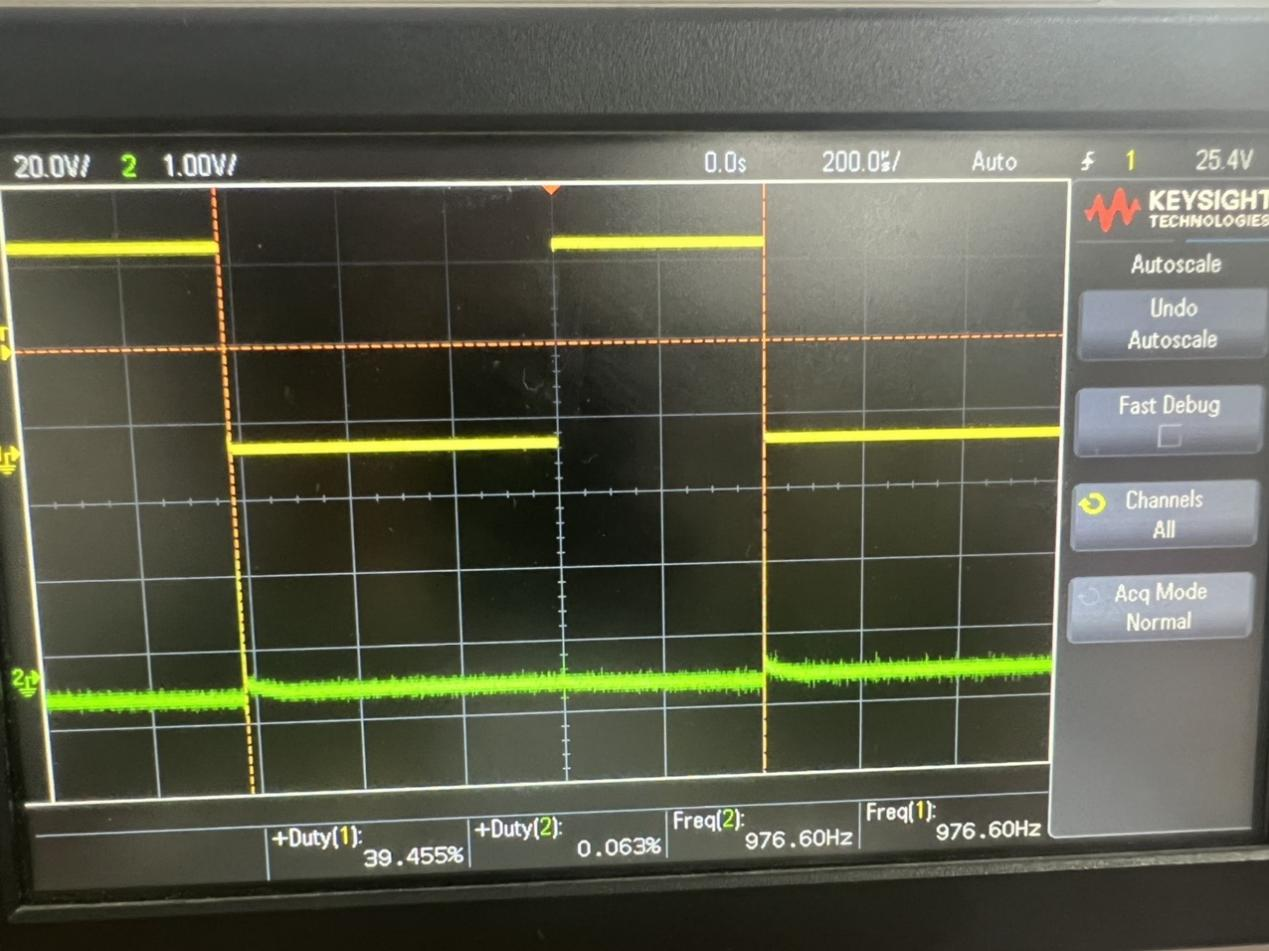 20.0V/ 2 1.00V/ 0.0s 200.0µs/ Auto 1 25.4V
KEYSIGHT
TECHNOLOGIES
Autoscale
Undo
Autoscale
Fast Debug
Channels
All
Acq Mode
Normal
T
2
+Duty(1):
39.455%
+Duty(2):
0.063%
Freq(2):
976.60Hz
Freq(1):
976.60Hz